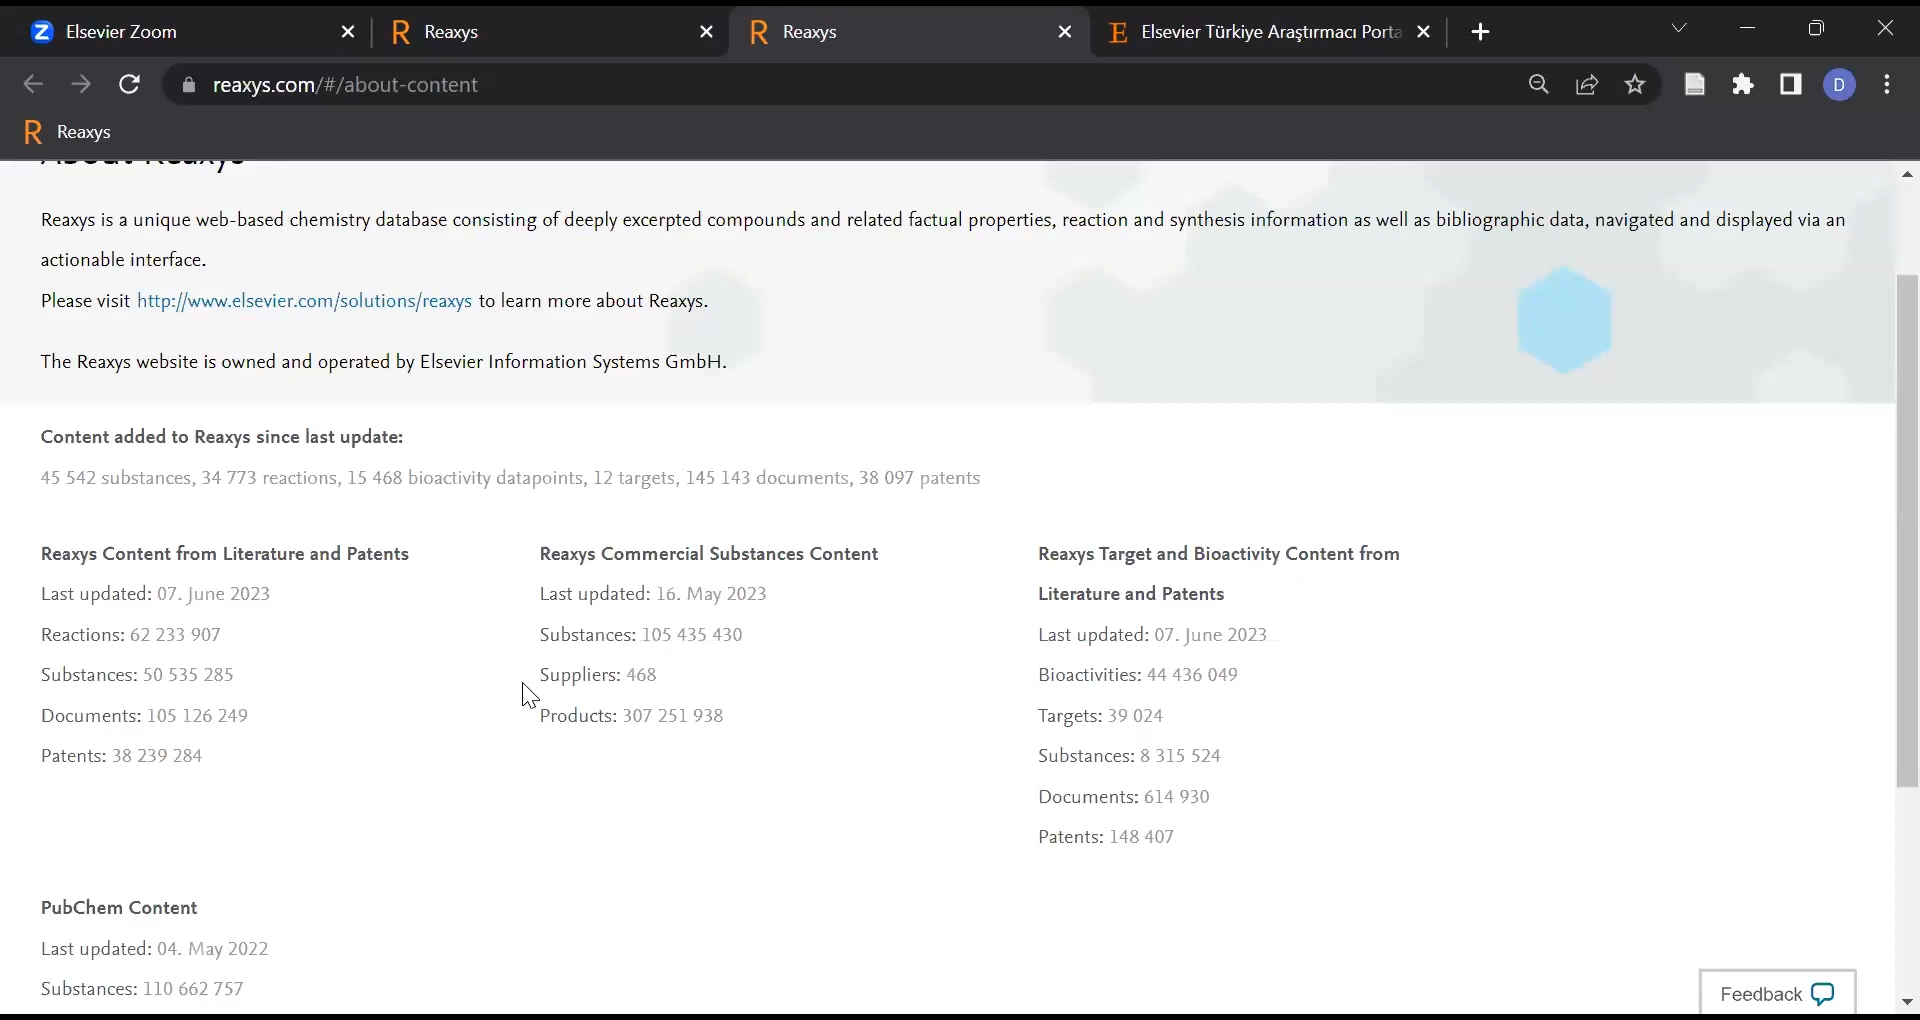 Elsevier Zoom
Reaxys
Reaxys
Elsevier Türkiye Araştırmacı Porta
reaxys.com/#/about-content
D
Reaxys
About Reaxys
Reaxys is a unique web-based chemistry database consisting of deeply excerpted compounds and related factual properties, reaction and synthesis information as well as bibliographic data, navigated and displayed via an
actionable interface.
Please visit http://www.elsevier.com/solutions/reaxys to learn more about Reaxys.
The Reaxys website is owned and operated by Elsevier Information Systems GmbH.
Content added to Reaxys since last update:
45 542 substances, 34 773 reactions, 15 468 bioactivity datapoints, 12 targets, 145 143 documents, 38 097 patents
Reaxys Content from Literature and Patents
Last updated: 07. June 2023
Reactions: 62 233 907
Substances: 50 535 285
Documents: 105 126 249
Patents: 38 239 284
Reaxys Commercial Substances Content
Last updated: 16. May 2023
Substances: 105 435 430
Suppliers: 468
Products: 307 251 938
Reaxys Target and Bioactivity Content from
Literature and Patents
Last updated: 07. June 2023
Bioactivities: 44 436 049
Targets: 39 024
Substances: 8 315 524
Documents: 614 930
Patents: 148 407
PubChem Content
Last updated: 04. May 2022
Substances: 110 662 757
Feedback